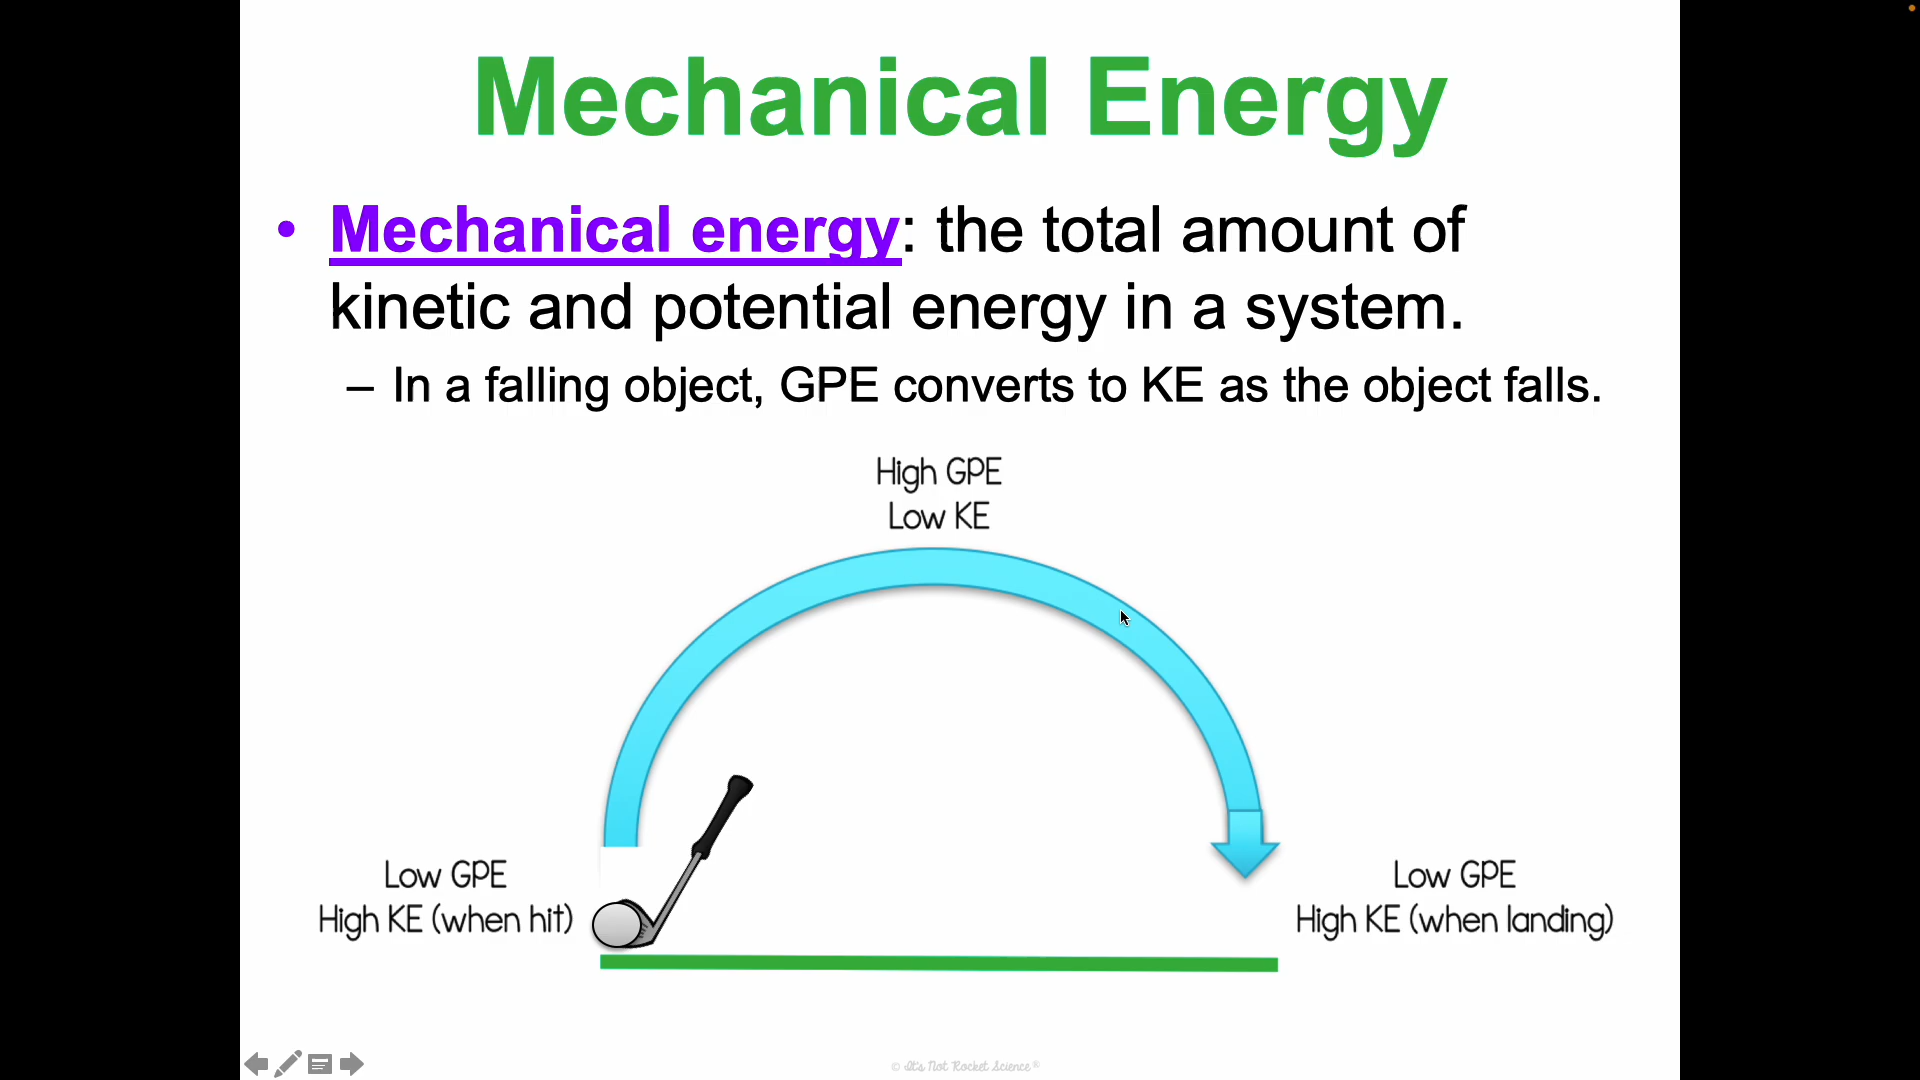 Mechanical Energy
• Mechanical energy: the total amount of
kinetic and potential energy in a system.
– In a falling object, GPE converts to KE as the object falls.
High GPE
Low KE
Low GPE
High KE (when hit)
Low GPE
High KE (when landing)
© It's Not Rocket Science®